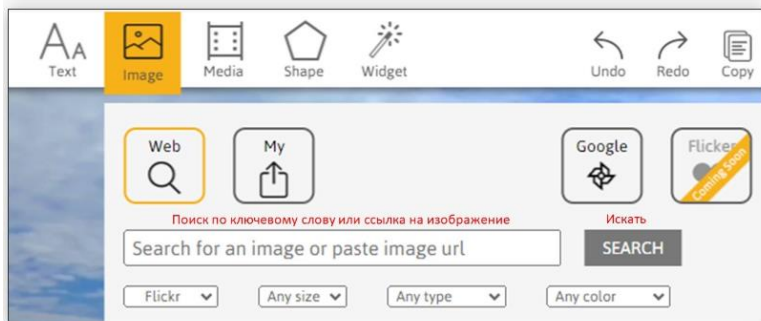 Text Image Media Shape Widget Undo Redo Copy
Web My Google Flicker
Coming Soon
Поиск по ключевому слову или ссылка на изображение Искать
Search for an image or paste image url SEARCH
Flickr Any size Any type Any color